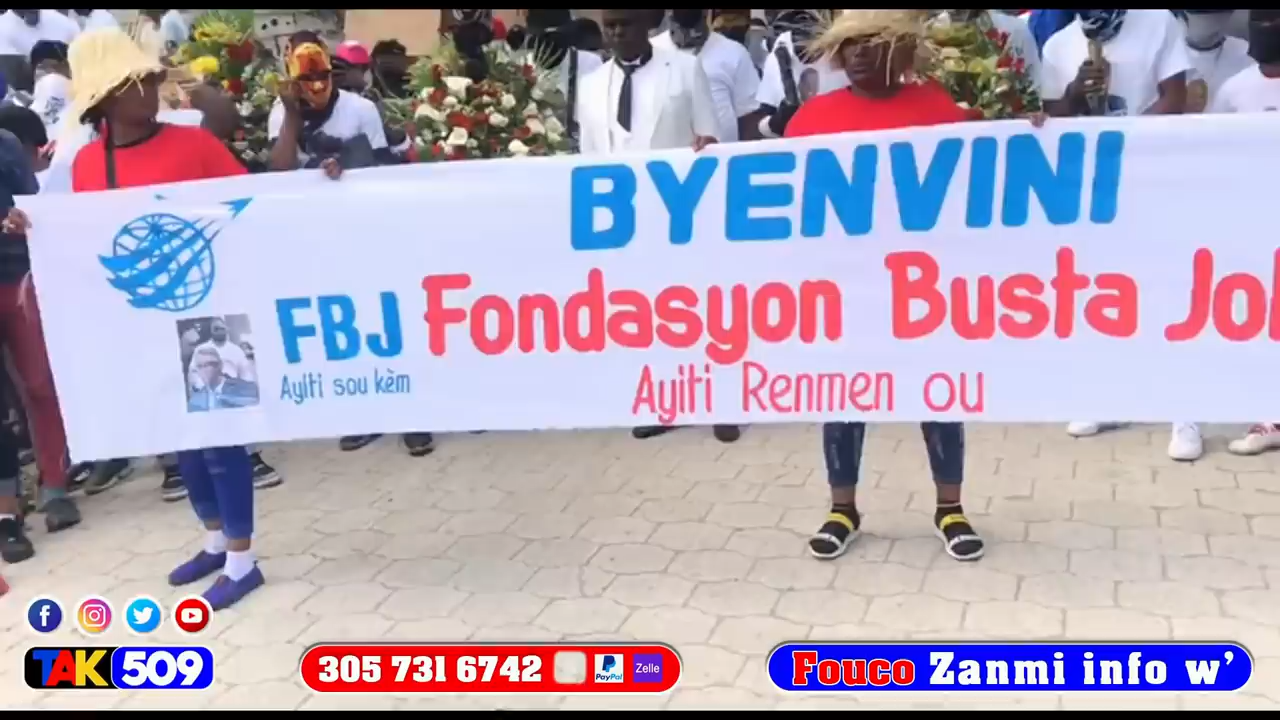 BYENVINI
FBJ Fondasyon Busta Jo
Ayiti sou kèm
Ayiti Renmen ou
TAK 509
305 731 6742
PayPal
Zelle
Fouco Zanmi info w'